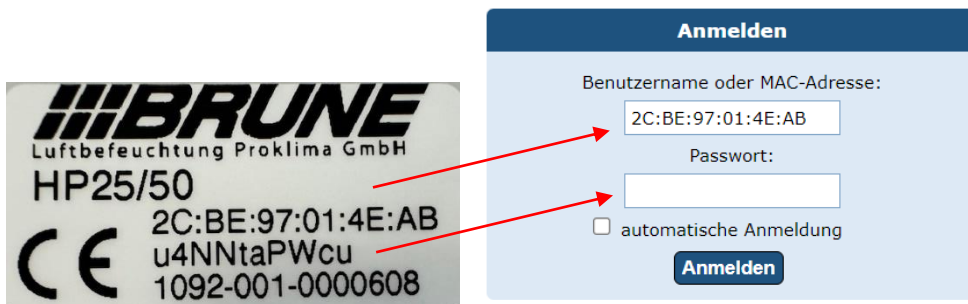 BRUNE
Luftbefeuchtung Proklima GmbH
HP25/50
2C:BE:97:01:4E:AB
u4NNtaPWcu
1092-001-0000608
CE
Anmelden
Benutzername oder MAC-Adresse:
2C:BE:97:01:4E:AB
Passwort:
automatische Anmeldung
Anmelden